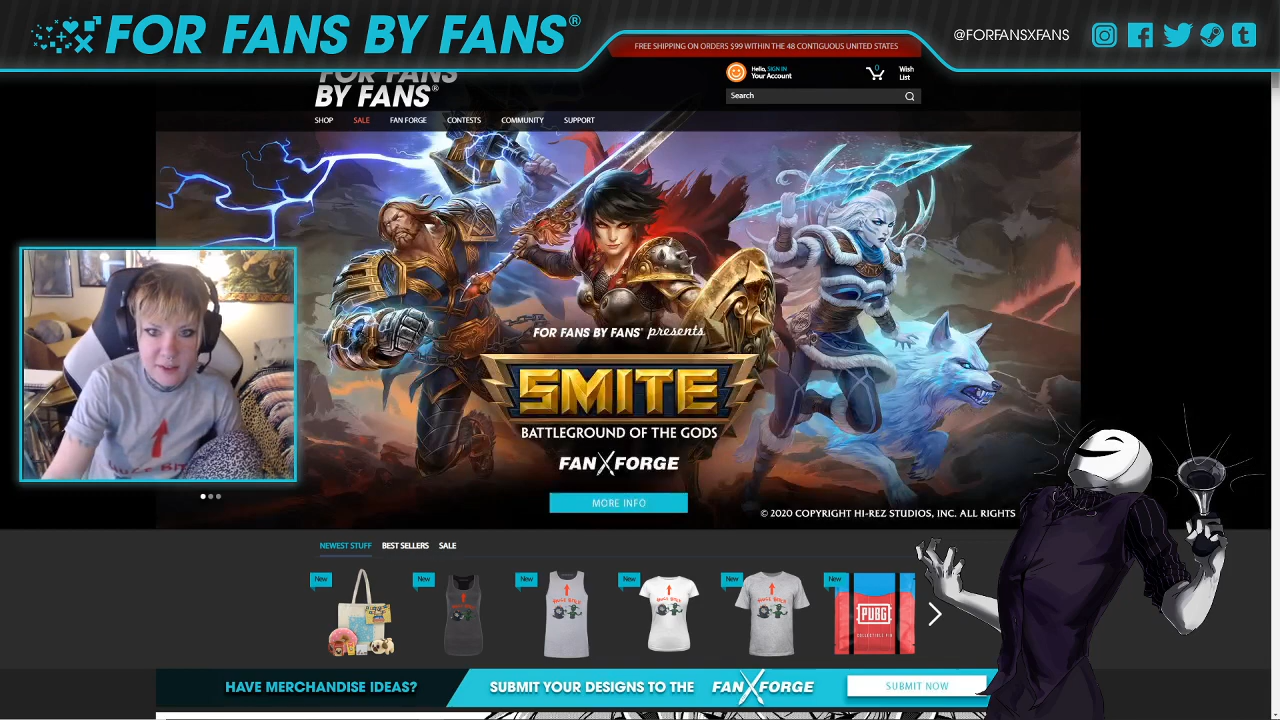 FOR FANS BY FANS®
@FORFANSXFANS
FREE SHIPPING ON ORDERS $99 WITHIN THE 48 CONTIGUOUS UNITED STATES
FOR FANS
BY FANS®
Hello, SIGN IN
Your Account
0
Wish
List
Search
SHOP SALE FAN FORGE CONTESTS COMMUNITY SUPPORT
FOR FANS BY FANS® presents
SMITE
BATTLEGROUND OF THE GODS
FAN FORGE
MORE INFO
© 2020 COPYRIGHT HI-REZ STUDIOS, INC. ALL RIGHTS
NEWEST STUFF BEST SELLERS SALE
New New New New New New
PUBG
COLLECTIBLE PIN
HAVE MERCHANDISE IDEAS?
SUBMIT YOUR DESIGNS TO THE FAN FORGE
SUBMIT NOW